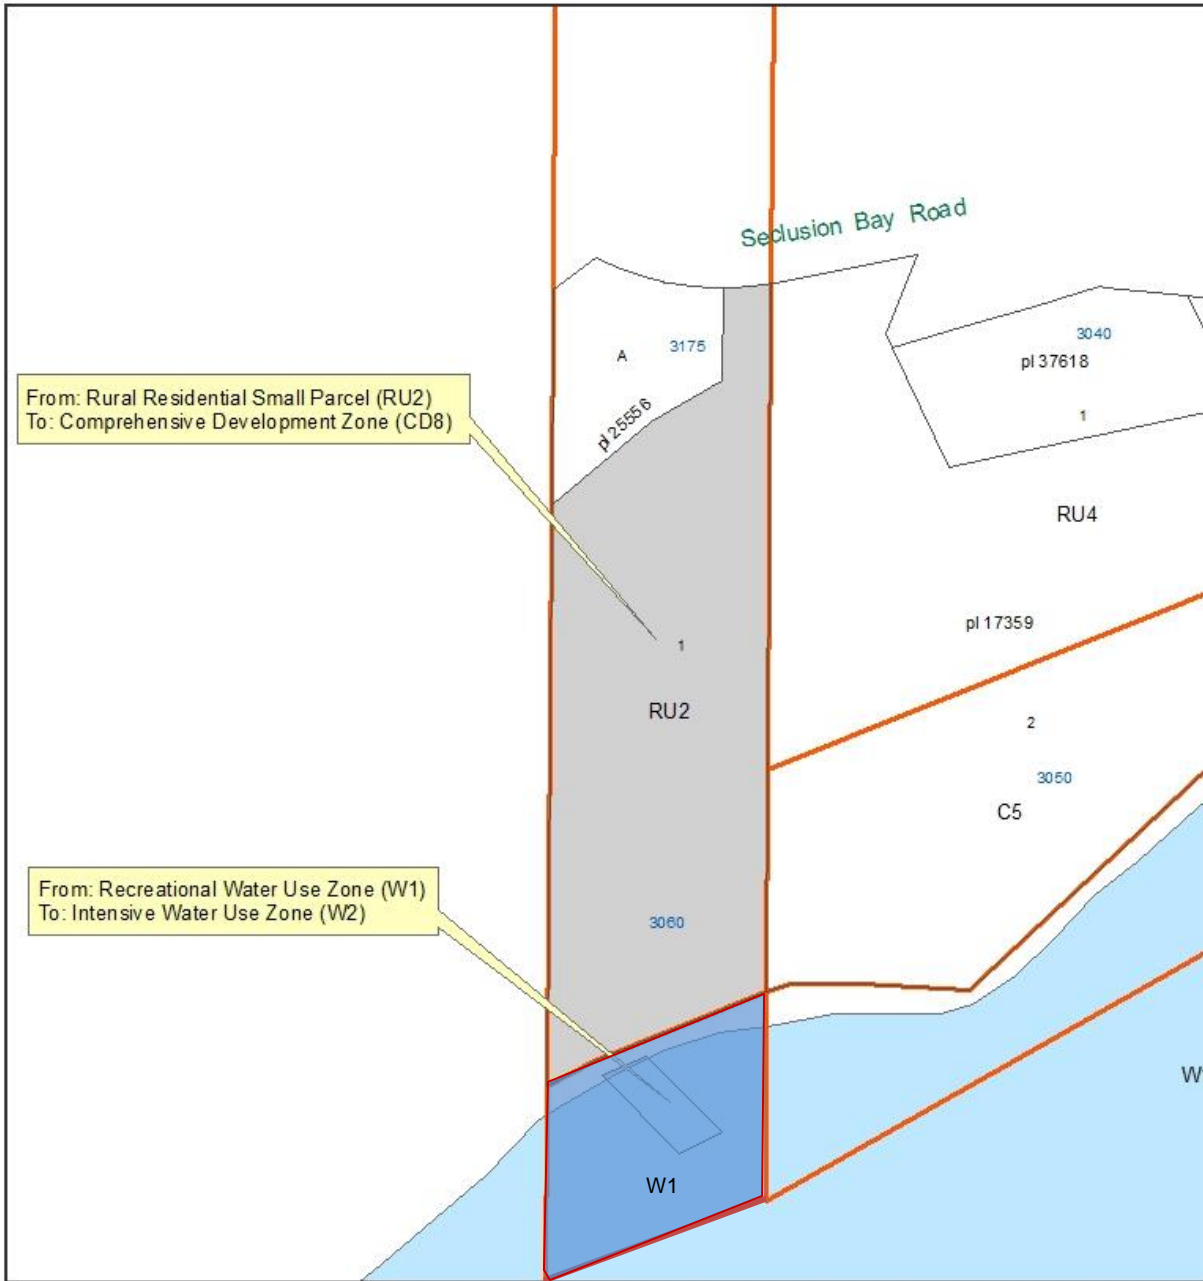 Seclusion Bay Road
3040
3175
A
pl 37618
From: Rural Residential Small Parcel (RU2)
To: Comprehensive Development Zone (CD8)
pl 25556
1
RU4
pl 17359
1
RU2
2
3050
C5
From: Recreational Water Use Zone (W1)
To: Intensive Water Use Zone (W2)
3060
W1